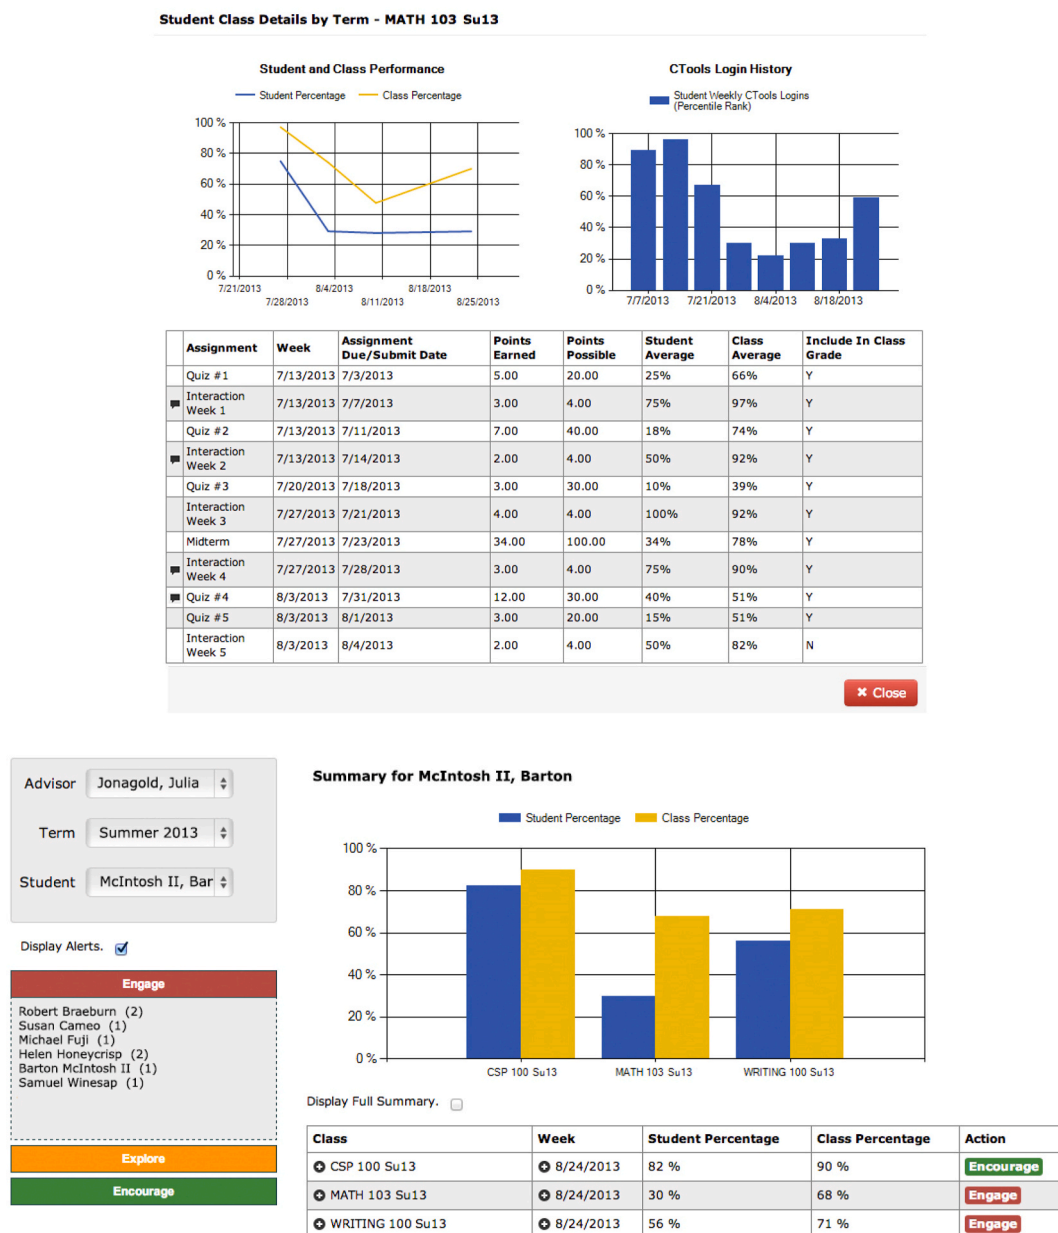 Student Class Details by Term - MATH 103 Su13
Student and Class Performance
Student Percentage Class Percentage
100 %
80 %
60 %
40 %
20 %
0 %
7/21/2013 8/4/2013 8/18/2013
7/28/2013 8/11/2013 8/25/2013
CTools Login History
Student Weekly CTools Logins
(Percentile Rank)
100 %
80 %
60 %
40 %
20 %
0 %
7/7/2013 7/21/2013 8/4/2013 8/18/2013
Assignment Week Assignment Due/Submit Date Points Earned Points Possible Student Average Class Average Include In Class Grade
Quiz #1 7/13/2013 7/3/2013 5.00 20.00 25% 66% Y
Interaction Week 1 7/13/2013 7/7/2013 3.00 4.00 75% 97% Y
Quiz #2 7/13/2013 7/11/2013 7.00 40.00 18% 74% Y
Interaction Week 2 7/13/2013 7/14/2013 2.00 4.00 50% 92% Y
Quiz #3 7/20/2013 7/18/2013 3.00 30.00 10% 39% Y
Interaction Week 3 7/27/2013 7/21/2013 4.00 4.00 100% 92% Y
Midterm 7/27/2013 7/23/2013 34.00 100.00 34% 78% Y
Interaction Week 4 7/27/2013 7/28/2013 3.00 4.00 75% 90% Y
Quiz #4 8/3/2013 7/31/2013 12.00 30.00 40% 51% Y
Quiz #5 8/3/2013 8/1/2013 3.00 20.00 15% 51% Y
Interaction Week 5 8/3/2013 8/4/2013 2.00 4.00 50% 82% N
Close
Advisor Jonagold, Julia
Term Summer 2013
Student McIntosh II, Bar
Display Alerts.
Engage
Robert Braeburn (2)
Susan Cameo (1)
Michael Fuji (1)
Helen Honeycrisp (2)
Barton McIntosh II (1)
Samuel Winesap (1)
Explore
Encourage
Summary for McIntosh II, Barton
Student Percentage Class Percentage
100 %
80 %
60 %
40 %
20 %
0 %
CSP 100 Su13 MATH 103 Su13 WRITING 100 Su13
Display Full Summary.
Class Week Student Percentage Class Percentage Action
CSP 100 Su13 8/24/2013 82 % 90 % Encourage
MATH 103 Su13 8/24/2013 30 % 68 % Engage
WRITING 100 Su13 8/24/2013 56 % 71 % Engage